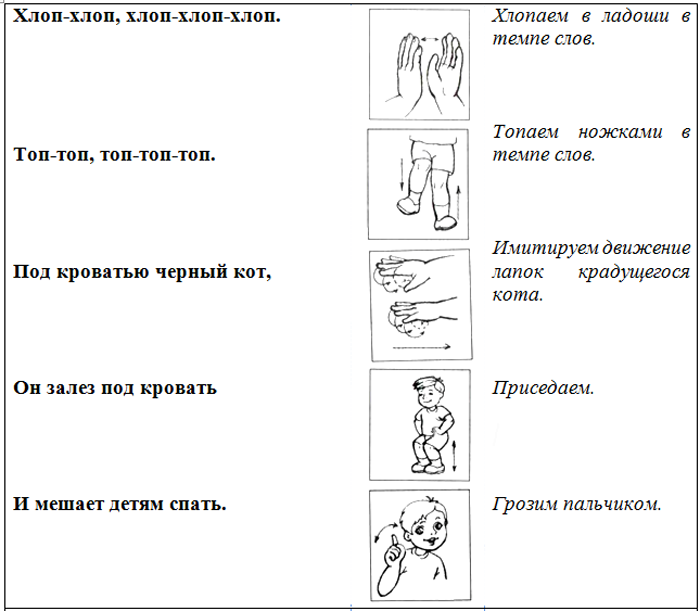 Хлоп-хлоп, хлоп-хлоп-хлоп.
Хлопаем в ладоши в
темпе слов.
Топ-топ, топ-топ-топ.
Топаем ножками в
темпе слов.
Под кроватью черный кот,
Имитируем движение
лапок крадущегося
кота.
Он залез под кровать
Приседаем.
И мешает детям спать.
Грозим пальчиком.